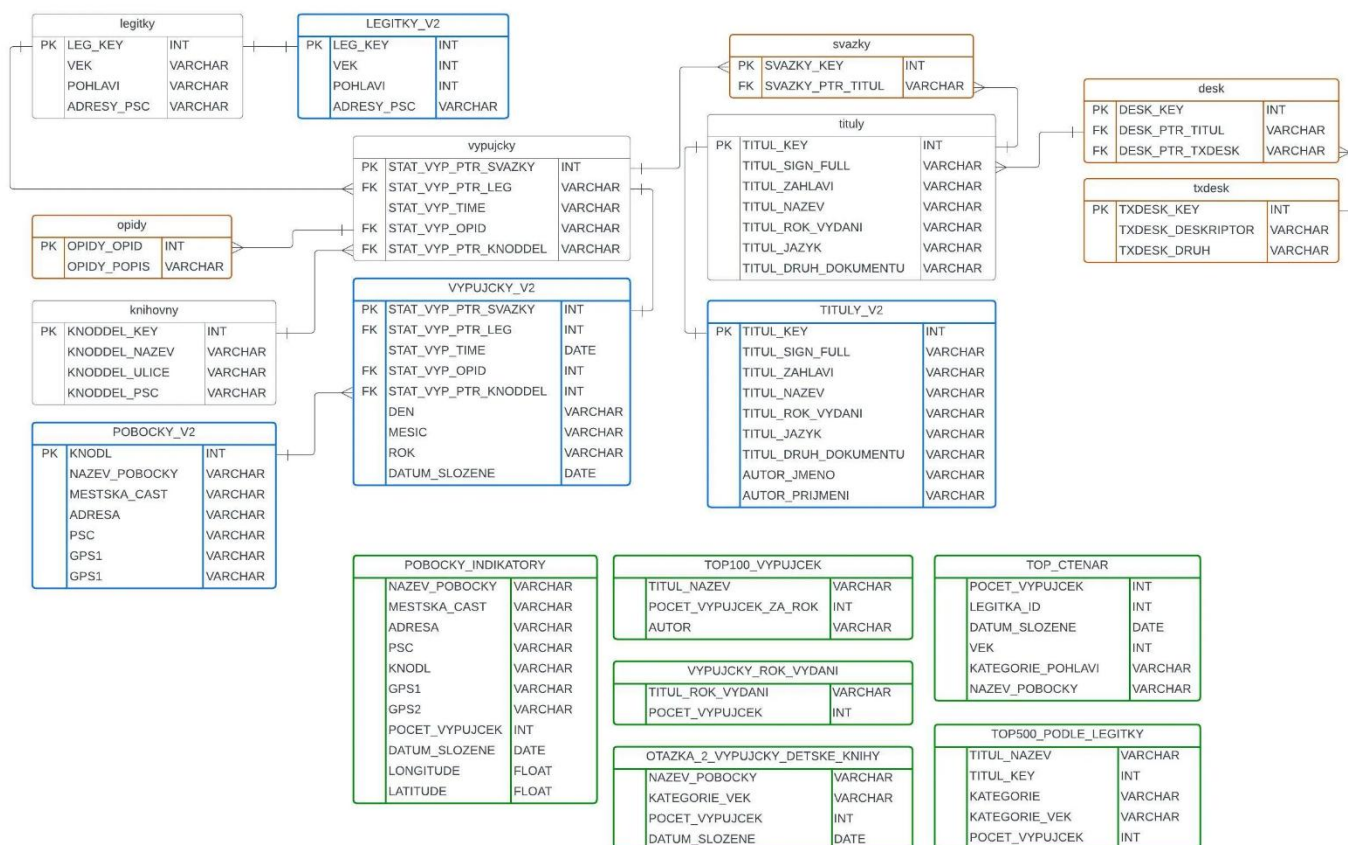 legitky
PK LEG_KEY INT
VEK VARCHAR
POHLAVI VARCHAR
ADRESY_PSC VARCHAR
LEGITKY_V2
PK LEG_KEY INT
VEK INT
POHLAVI INT
ADRESY_PSC VARCHAR
svazky
PK SVAZKY_KEY INT
FK SVAZKY_PTR_TITUL VARCHAR
desk
PK DESK_KEY INT
FK DESK_PTR_TITUL VARCHAR
FK DESK_PTR_TXDESK VARCHAR
vypujcky
PK STAT_VYP_PTR_SVAZKY INT
FK STAT_VYP_PTR_LEG VARCHAR
STAT_VYP_TIME VARCHAR
FK STAT_VYP_OPID VARCHAR
FK STAT_VYP_PTR_KNODDEL VARCHAR
tituly
PK TITUL_KEY INT
TITUL_SIGN_FULL VARCHAR
TITUL_ZAHLAVI VARCHAR
TITUL_NAZEV VARCHAR
TITUL_ROK_VYDANI VARCHAR
TITUL_JAZYK VARCHAR
TITUL_DRUH_DOKUMENTU VARCHAR
txdesk
PK TXDESK_KEY INT
TXDESK_DESKRIPTOR VARCHAR
TXDESK_DRUH VARCHAR
opidy
PK OPIDY_OPID INT
OPIDY_POPIS VARCHAR
knihovny
PK KNODDEL_KEY INT
KNODDEL_NAZEV VARCHAR
KNODDEL_ULICE VARCHAR
KNODDEL_PSC VARCHAR
VYPUJCKY_V2
PK STAT_VYP_PTR_SVAZKY INT
FK STAT_VYP_PTR_LEG INT
STAT_VYP_TIME DATE
FK STAT_VYP_OPID INT
FK STAT_VYP_PTR_KNODDEL INT
DEN VARCHAR
MESIC VARCHAR
ROK VARCHAR
DATUM_SLOZENE DATE
TITULY_V2
PK TITUL_KEY INT
TITUL_SIGN_FULL VARCHAR
TITUL_ZAHLAVI VARCHAR
TITUL_NAZEV VARCHAR
TITUL_ROK_VYDANI VARCHAR
TITUL_JAZYK VARCHAR
TITUL_DRUH_DOKUMENTU VARCHAR
AUTOR_JMENO VARCHAR
AUTOR_PRIJMENI VARCHAR
POBOCKY_V2
PK KNODL INT
NAZEV_POBOCKY VARCHAR
MESTSKA_CAST VARCHAR
ADRESA VARCHAR
PSC VARCHAR
GPS1 VARCHAR
GPS1 VARCHAR
POBOCKY_INDIKATORY
NAZEV_POBOCKY VARCHAR
MESTSKA_CAST VARCHAR
ADRESA VARCHAR
PSC VARCHAR
KNODL VARCHAR
GPS1 VARCHAR
GPS2 VARCHAR
POCET_VYPUJCEK INT
DATUM_SLOZENE DATE
LONGITUDE FLOAT
LATITUDE FLOAT
TOP100_VYPUJCEK
TITUL_NAZEV VARCHAR
POCET_VYPUJCEK_ZA_ROK INT
AUTOR VARCHAR
VYPUJCKY_ROK_VYDANI
TITUL_ROK_VYDANI VARCHAR
POCET_VYPUJCEK INT
OTAZKA_2_VYPUJCKY_DETSKE_KNIHY
NAZEV_POBOCKY VARCHAR
KATEGORIE_VEK VARCHAR
POCET_VYPUJCEK INT
DATUM_SLOZENE DATE
TOP_CTENAR
POCET_VYPUJCEK INT
LEGITKA_ID INT
DATUM_SLOZENE DATE
VEK INT
KATEGORIE_POHLAVI VARCHAR
NAZEV_POBOCKY VARCHAR
TOP500_PODLE_LEGITKY
TITUL_NAZEV VARCHAR
TITUL_KEY INT
KATEGORIE VARCHAR
KATEGORIE_VEK VARCHAR
POCET_VYPUJCEK INT